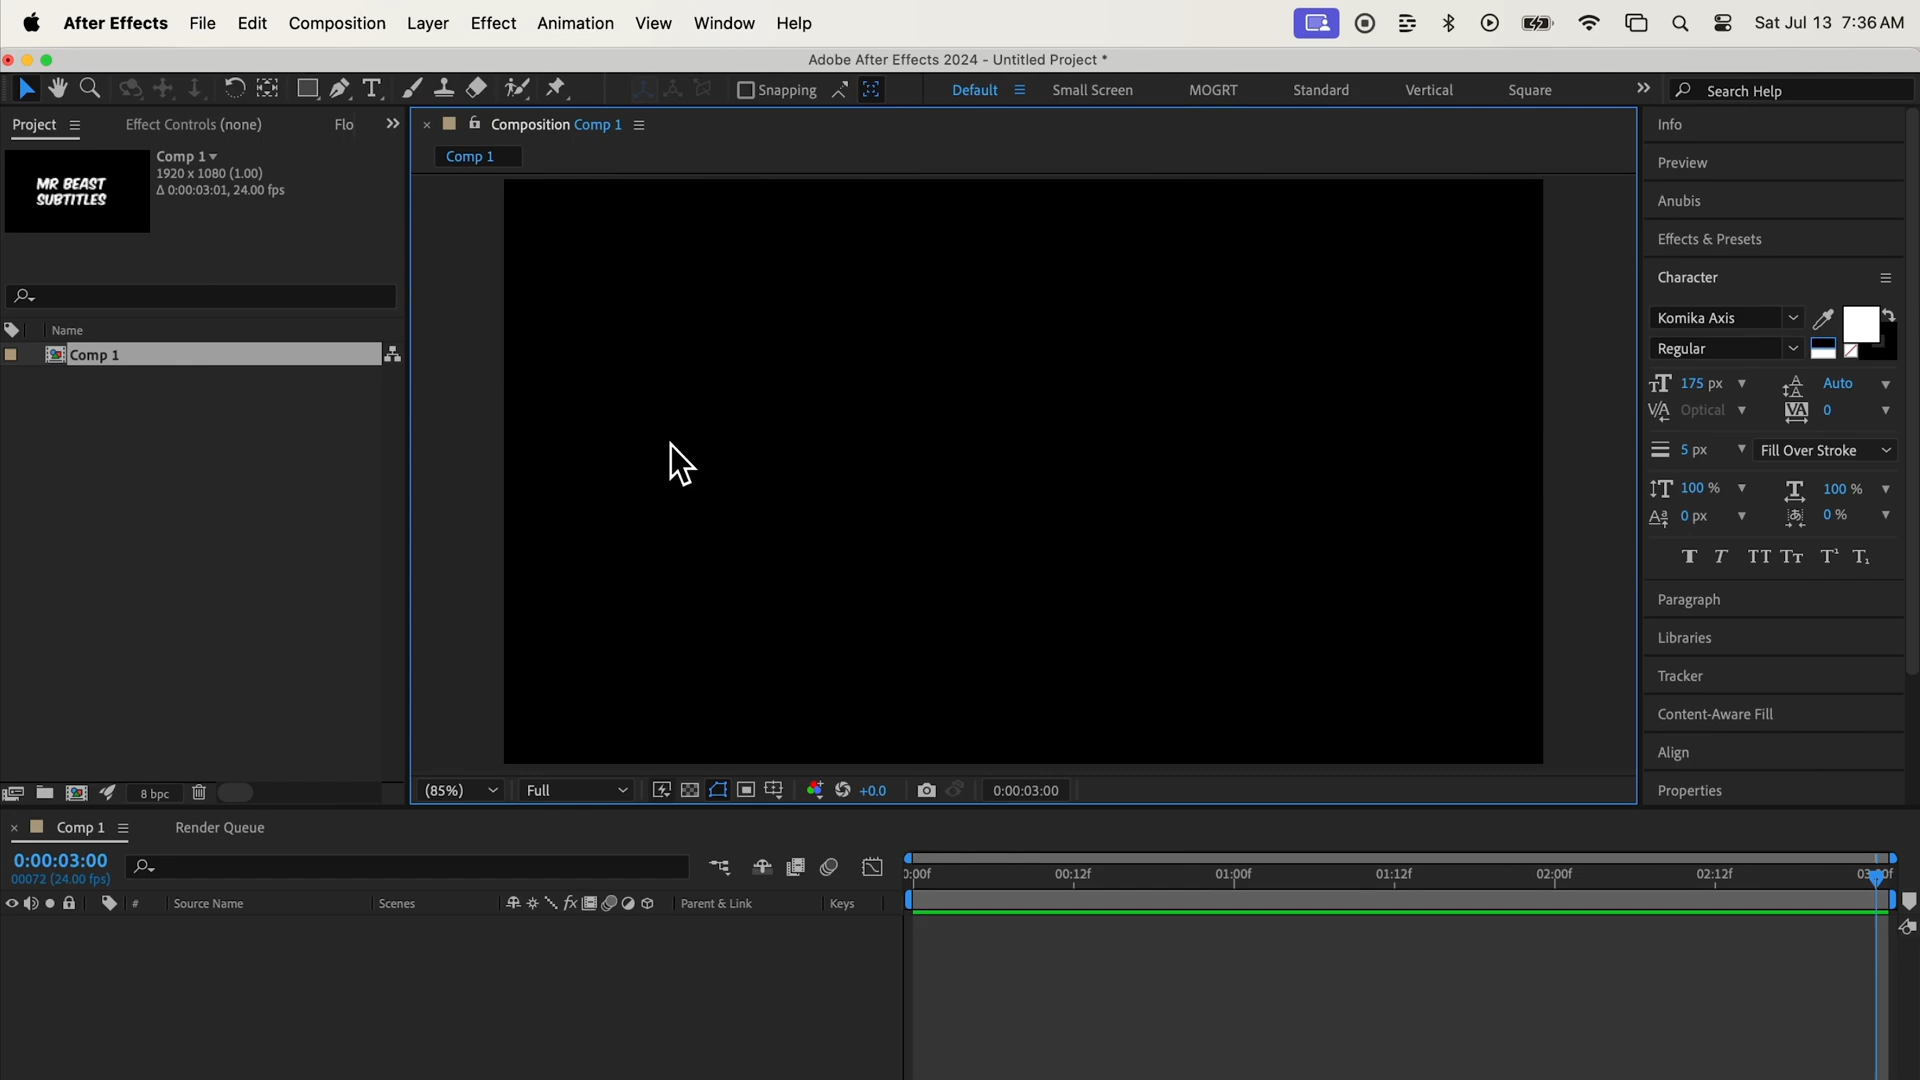 After Effects File Edit Composition Layer Effect Animation View Window Help Sat Jul 13 7:36 AM
Adobe After Effects 2024 - Untitled Project *
Snapping Default Small Screen MOGRT Standard Vertical Square Search Help
Project Effect Controls (none) Flo
Composition Comp 1
Comp 1
MR BEAST
SUBTITLES
Comp 1
1920 x 1080 (1.00)
Δ 0:00:03:01, 24.00 fps
Name
Comp 1
8 bpc
(85%) Full +0.0 0:00:03:00
Info
Preview
Anubis
Effects & Presets
Character
Komika Axis
Regular
175 px Auto
Optical 0
5 px Fill Over Stroke
100 % 100 %
0 px 0 %
T T TT Tт T¹ T₁
Paragraph
Libraries
Tracker
Content-Aware Fill
Align
Properties
Comp 1 Render Queue
0:00:03:00
00072 (24.00 fps)
:00f 00:12f 01:00f 01:12f 02:00f 02:12f
# Source Name Scenes fx Parent & Link Keys